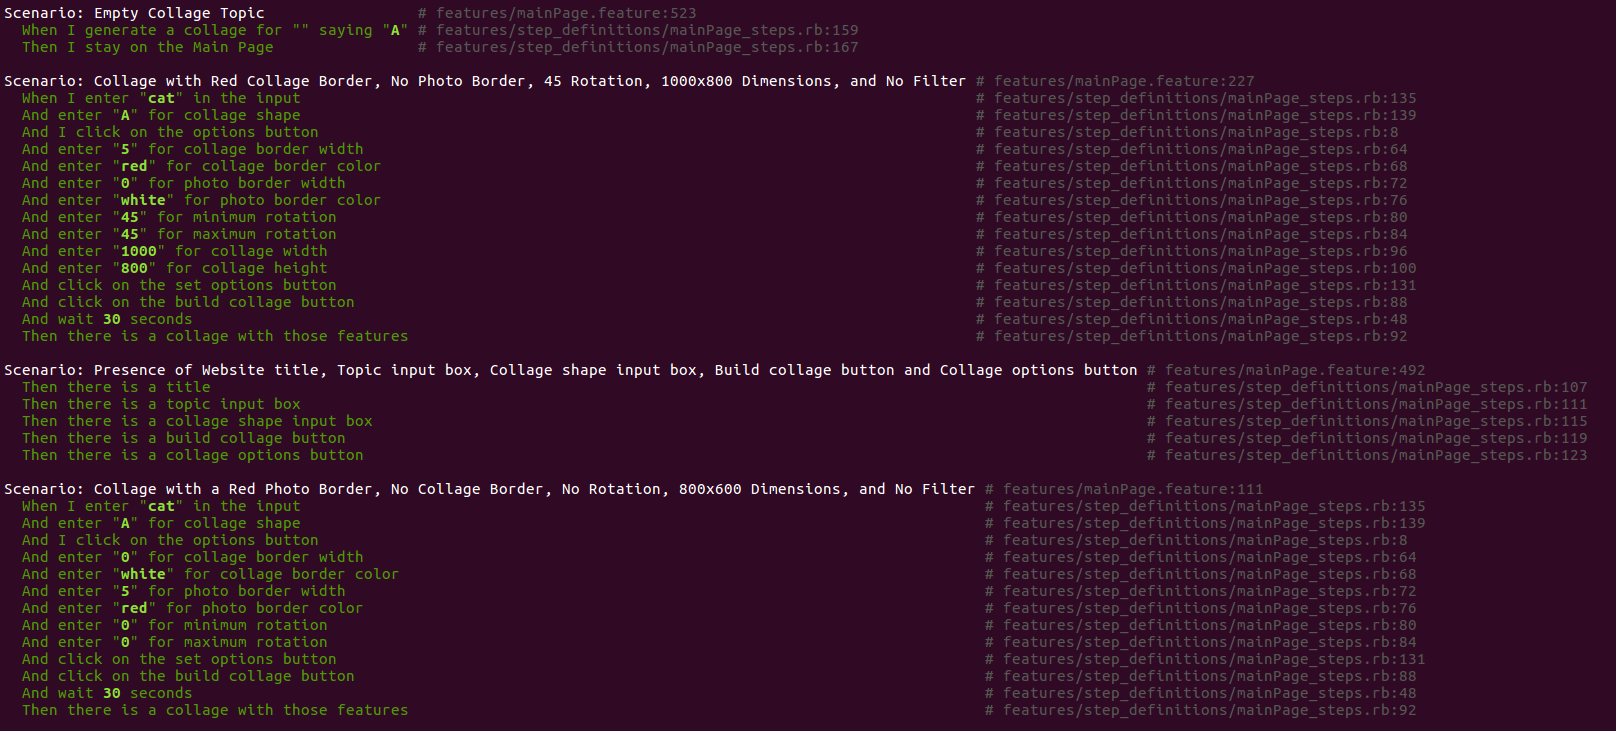 Scenario: Empty Collage Topic # features/mainPage.feature:523
When I generate a collage for "" saying "A" # features/step_definitions/mainPage_steps.rb:159
Then I stay on the Main Page # features/step_definitions/mainPage_steps.rb:167
Scenario: Collage with Red Collage Border, No Photo Border, 45 Rotation, 1000x800 Dimensions, and No Filter # features/mainPage.feature:227
When I enter "cat" in the input # features/step_definitions/mainPage_steps.rb:135
And enter "A" for collage shape # features/step_definitions/mainPage_steps.rb:139
And I click on the options button # features/step_definitions/mainPage_steps.rb:8
And enter "5" for collage border width # features/step_definitions/mainPage_steps.rb:64
And enter "red" for collage border color # features/step_definitions/mainPage_steps.rb:68
And enter "0" for photo border width # features/step_definitions/mainPage_steps.rb:72
And enter "white" for photo border color # features/step_definitions/mainPage_steps.rb:76
And enter "45" for minimum rotation # features/step_definitions/mainPage_steps.rb:80
And enter "45" for maximum rotation # features/step_definitions/mainPage_steps.rb:84
And enter "1000" for collage width # features/step_definitions/mainPage_steps.rb:96
And enter "800" for collage height # features/step_definitions/mainPage_steps.rb:100
And click on the set options button # features/step_definitions/mainPage_steps.rb:131
And click on the build collage button # features/step_definitions/mainPage_steps.rb:88
And wait 30 seconds # features/step_definitions/mainPage_steps.rb:48
Then there is a collage with those features # features/step_definitions/mainPage_steps.rb:92
Scenario: Presence of Website title, Topic input box, Collage shape input box, Build collage button and Collage options button # features/mainPage.feature:492
Then there is a title # features/step_definitions/mainPage_steps.rb:107
Then there is a topic input box # features/step_definitions/mainPage_steps.rb:111
Then there is a collage shape input box # features/step_definitions/mainPage_steps.rb:115
Then there is a build collage button # features/step_definitions/mainPage_steps.rb:119
Then there is a collage options button # features/step_definitions/mainPage_steps.rb:123
Scenario: Collage with a Red Photo Border, No Collage Border, No Rotation, 800x600 Dimensions, and No Filter # features/mainPage.feature:111
When I enter "cat" in the input # features/step_definitions/mainPage_steps.rb:135
And enter "A" for collage shape # features/step_definitions/mainPage_steps.rb:139
And I click on the options button # features/step_definitions/mainPage_steps.rb:8
And enter "0" for collage border width # features/step_definitions/mainPage_steps.rb:64
And enter "white" for collage border color # features/step_definitions/mainPage_steps.rb:68
And enter "5" for photo border width # features/step_definitions/mainPage_steps.rb:72
And enter "red" for photo border color # features/step_definitions/mainPage_steps.rb:76
And enter "0" for minimum rotation # features/step_definitions/mainPage_steps.rb:80
And enter "0" for maximum rotation # features/step_definitions/mainPage_steps.rb:84
And click on the set options button # features/step_definitions/mainPage_steps.rb:131
And click on the build collage button # features/step_definitions/mainPage_steps.rb:88
And wait 30 seconds # features/step_definitions/mainPage_steps.rb:48
Then there is a collage with those features # features/step_definitions/mainPage_steps.rb:92